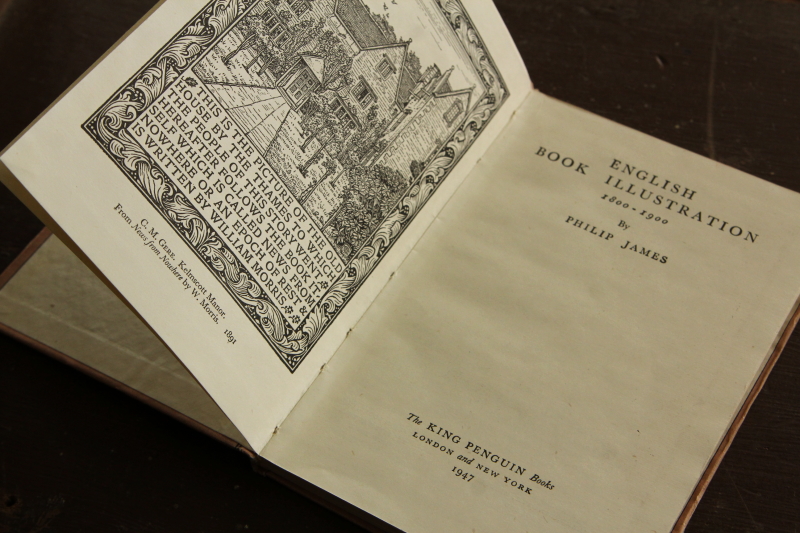 THIS IS THE PICTURE OF THE OLD
HOUSE BY THE THAMES TO WHICH
THE PEOPLE OF THIS STORY WENT
HEREAFTER FOLLOWS THE BOOK IT
SELF WHICH IS CALLED NEWS FROM
NOWHERE OR AN EPOCH OF REST &
IS WRITTEN BY WILLIAM MORRIS
C. M. GERE. Kelmscott Manor. 1891
From News from Nowhere by W. Morris.
ENGLISH
BOOK ILLUSTRATION
1800-1900
By
PHILIP JAMES
The KING PENGUIN Books
LONDON and NEW YORK
1947